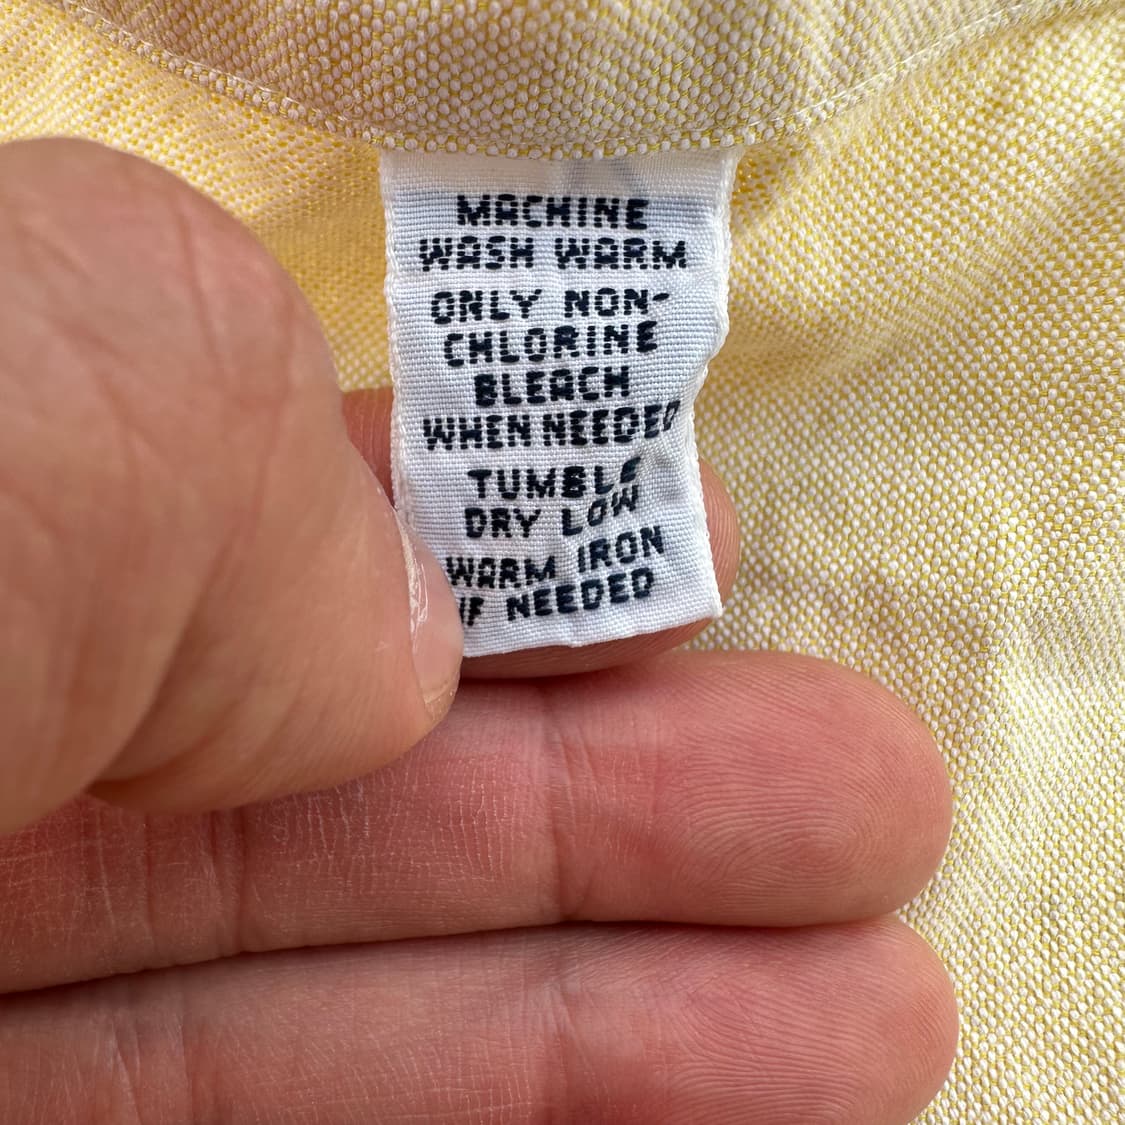 MACHINE
WASH WARM
ONLY NON-
CHLORINE
BLEACH
WHEN NEEDED
TUMBLE
DRY LOW
WARM IRON
IF NEEDED